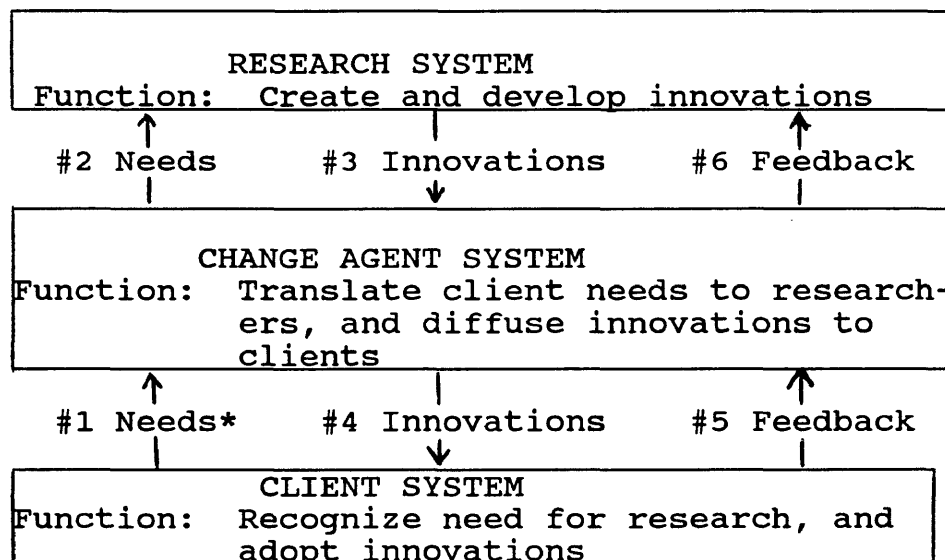 RESEARCH SYSTEM
Function: Create and develop innovations
#2 Needs #3 Innovations #6 Feedback
CHANGE AGENT SYSTEM
Function: Translate client needs to research-
ers, and diffuse innovations to
clients
#1 Needs* #4 Innovations #5 Feedback
CLIENT SYSTEM
Function: Recognize need for research, and
adopt innovations